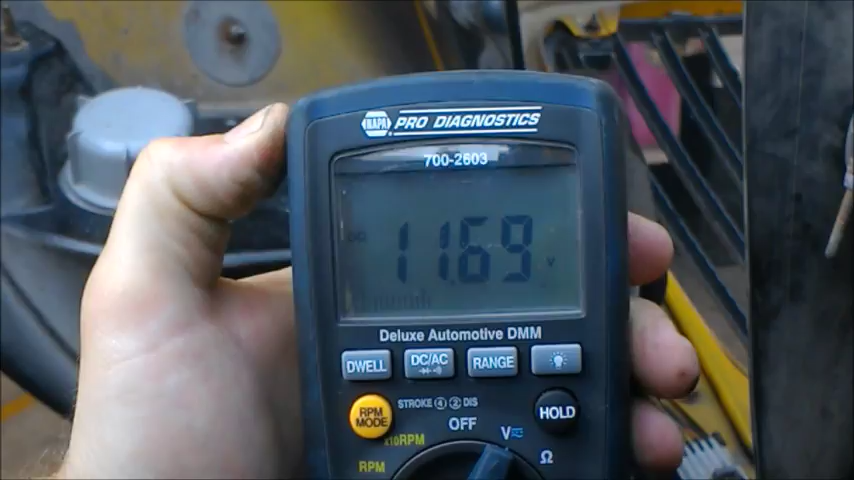 NAPA PRO DIAGNOSTICS
700-2603
11.69 V
Deluxe Automotive DMM
DWELL DC/AC RANGE
STROKE 4 2 DIS
RPM MODE HOLD
OFF V
x10RPM
RPM Ω